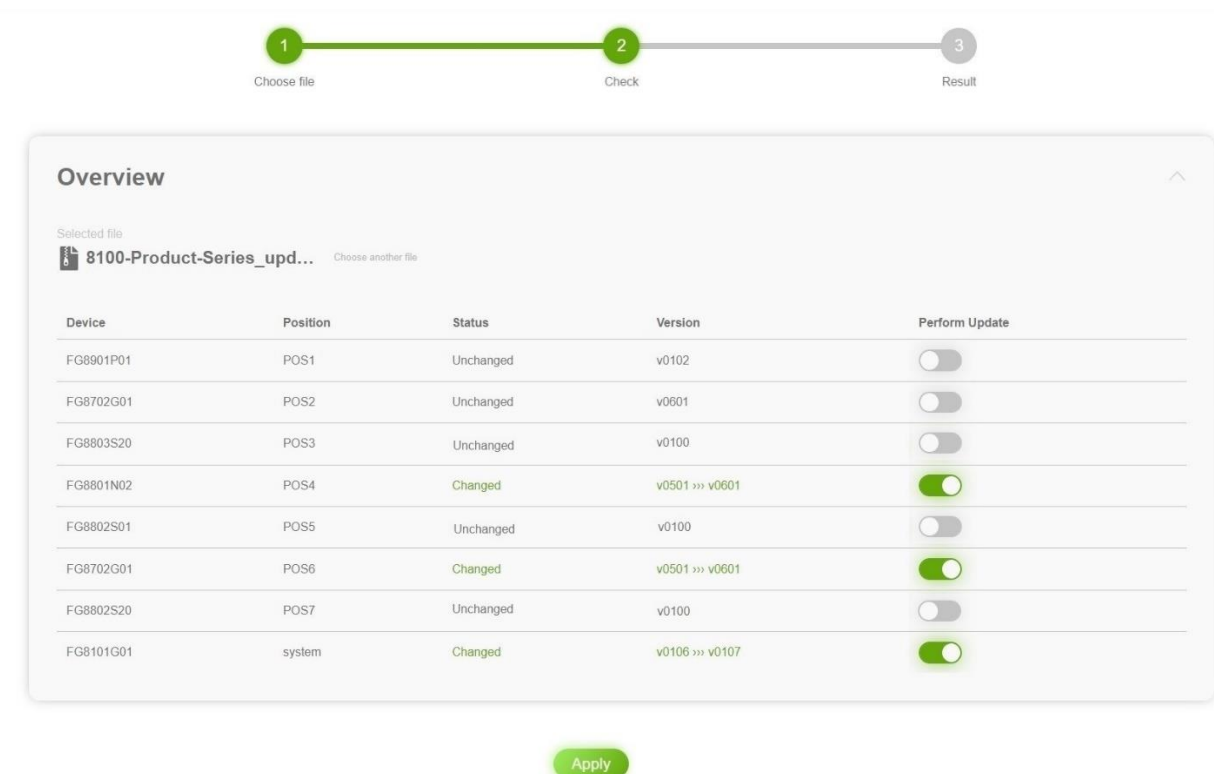 1 2 3
Choose file Check Result
Overview
Selected file
8100-Product-Series_upd... Choose another file
Device Position Status Version Perform Update
FG8901P01 POS1 Unchanged v0102
FG8702G01 POS2 Unchanged v0601
FG8803S20 POS3 Unchanged v0100
FG8801N02 POS4 Changed v0501 ››› v0601
FG8802S01 POS5 Unchanged v0100
FG8702G01 POS6 Changed v0501 ››› v0601
FG8802S20 POS7 Unchanged v0100
FG8101G01 system Changed v0106 ››› v0107
Apply